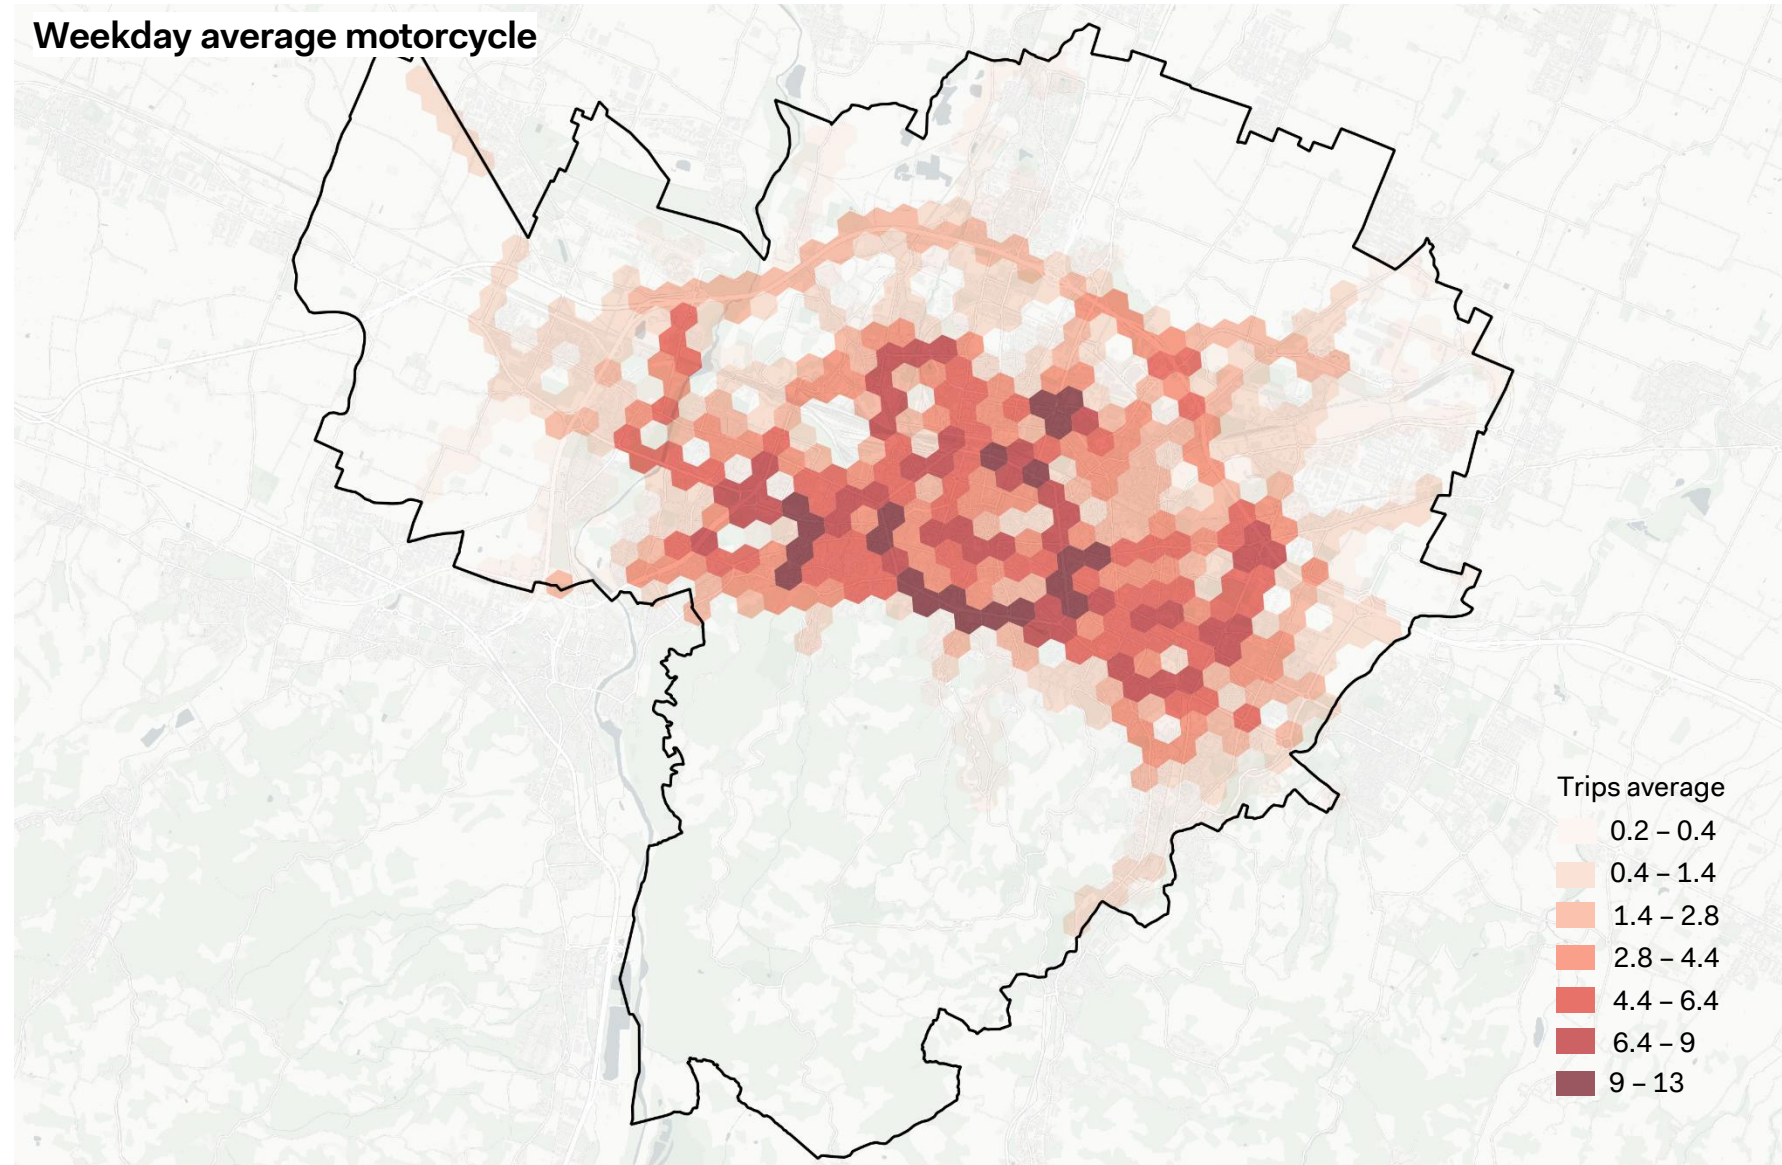 Weekday average motorcycle
Trips average
0.2 – 0.4
0.4 – 1.4
1.4 – 2.8
2.8 – 4.4
4.4 – 6.4
6.4 – 9
9 – 13